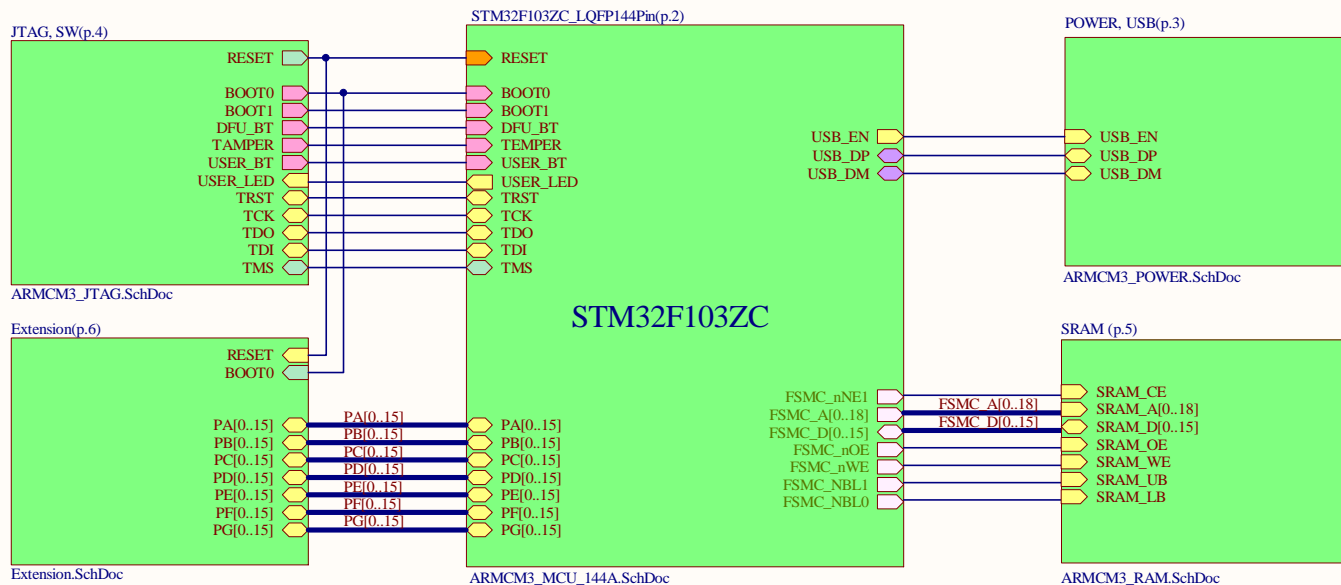 JTAG, SW(p.4)
RESET
BOOT0
BOOT1
DFU_BT
TAMPER
USER_BT
USER_LED
TRST
TCK
TDO
TDI
TMS
ARMCM3_JTAG.SchDoc
Extension(p.6)
RESET
BOOT0
PA[0..15]
PB[0..15]
PC[0..15]
PD[0..15]
PE[0..15]
PF[0..15]
PG[0..15]
Extension.SchDoc
PA[0..15]
PB[0..15]
PC[0..15]
PD[0..15]
PE[0..15]
PF[0..15]
PG[0..15]
STM32F103ZC_LQFP144Pin(p.2)
RESET
BOOT0
BOOT1
DFU_BT
TEMPER
USER_BT
USER_LED
TRST
TCK
TDO
TDI
TMS
USB_EN
USB_DP
USB_DM
STM32F103ZC
PA[0..15]
PB[0..15]
PC[0..15]
PD[0..15]
PE[0..15]
PF[0..15]
PG[0..15]
FSMC_nNE1
FSMC_A[0..18]
FSMC_D[0..15]
FSMC_nOE
FSMC_nWE
FSMC_NBL1
FSMC_NBL0
ARMCM3_MCU_144A.SchDoc
FSMC_A[0..18]
FSMC_D[0..15]
POWER, USB(p.3)
USB_EN
USB_DP
USB_DM
ARMCM3_POWER.SchDoc
SRAM (p.5)
SRAM_CE
SRAM_A[0..18]
SRAM_D[0..15]
SRAM_OE
SRAM_WE
SRAM_UB
SRAM_LB
ARMCM3_RAM.SchDoc